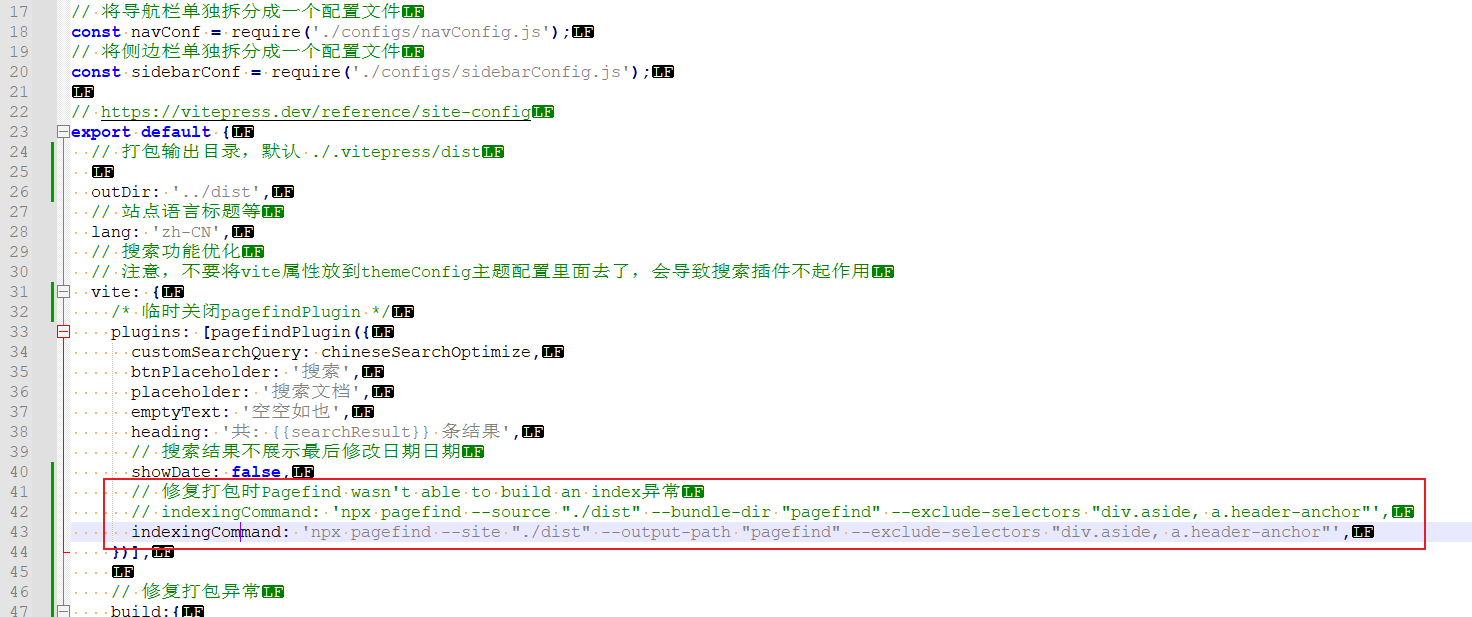 17 // 将导航栏单独拆分成一个配置文件LF
18 const navConf = require('./configs/navConfig.js');LF
19 // 将侧边栏单独拆分成一个配置文件LF
20 const sidebarConf = require('./configs/sidebarConfig.js');LF
21 LF
22 // https://vitepress.dev/reference/site-configLF
23 export default {LF
24   // 打包输出目录，默认 ./.vitepress/distLF
25   LF
26   outDir: '../dist',LF
27   // 站点语言标题等LF
28   lang: 'zh-CN',LF
29   // 搜索功能优化LF
30   // 注意，不要将vite属性放到themeConfig主题配置里面去了，会导致搜索插件不起作用LF
31   vite: {LF
32     /* 临时关闭pagefindPlugin */LF
33     plugins: [pagefindPlugin({LF
34       customSearchQuery: chineseSearchOptimize,LF
35       btnPlaceholder: '搜索',LF
36       placeholder: '搜索文档',LF
37       emptyText: '空空如也',LF
38       heading: '共: {{searchResult}} 条结果',LF
39       // 搜索结果不展示最后修改日期日期LF
40       showDate: false,LF
41       // 修复打包时Pagefind wasn't able to build an index异常LF
42       // indexingCommand: 'npx pagefind --source "./dist" --bundle-dir "pagefind" --exclude-selectors "div.aside, a.header-anchor"',LF
43       indexingCommand: 'npx pagefind --site "./dist" --output-path "pagefind" --exclude-selectors "div.aside, a.header-anchor"',LF
44     })],LF
45     LF
46     // 修复打包异常LF
47     build:{LF